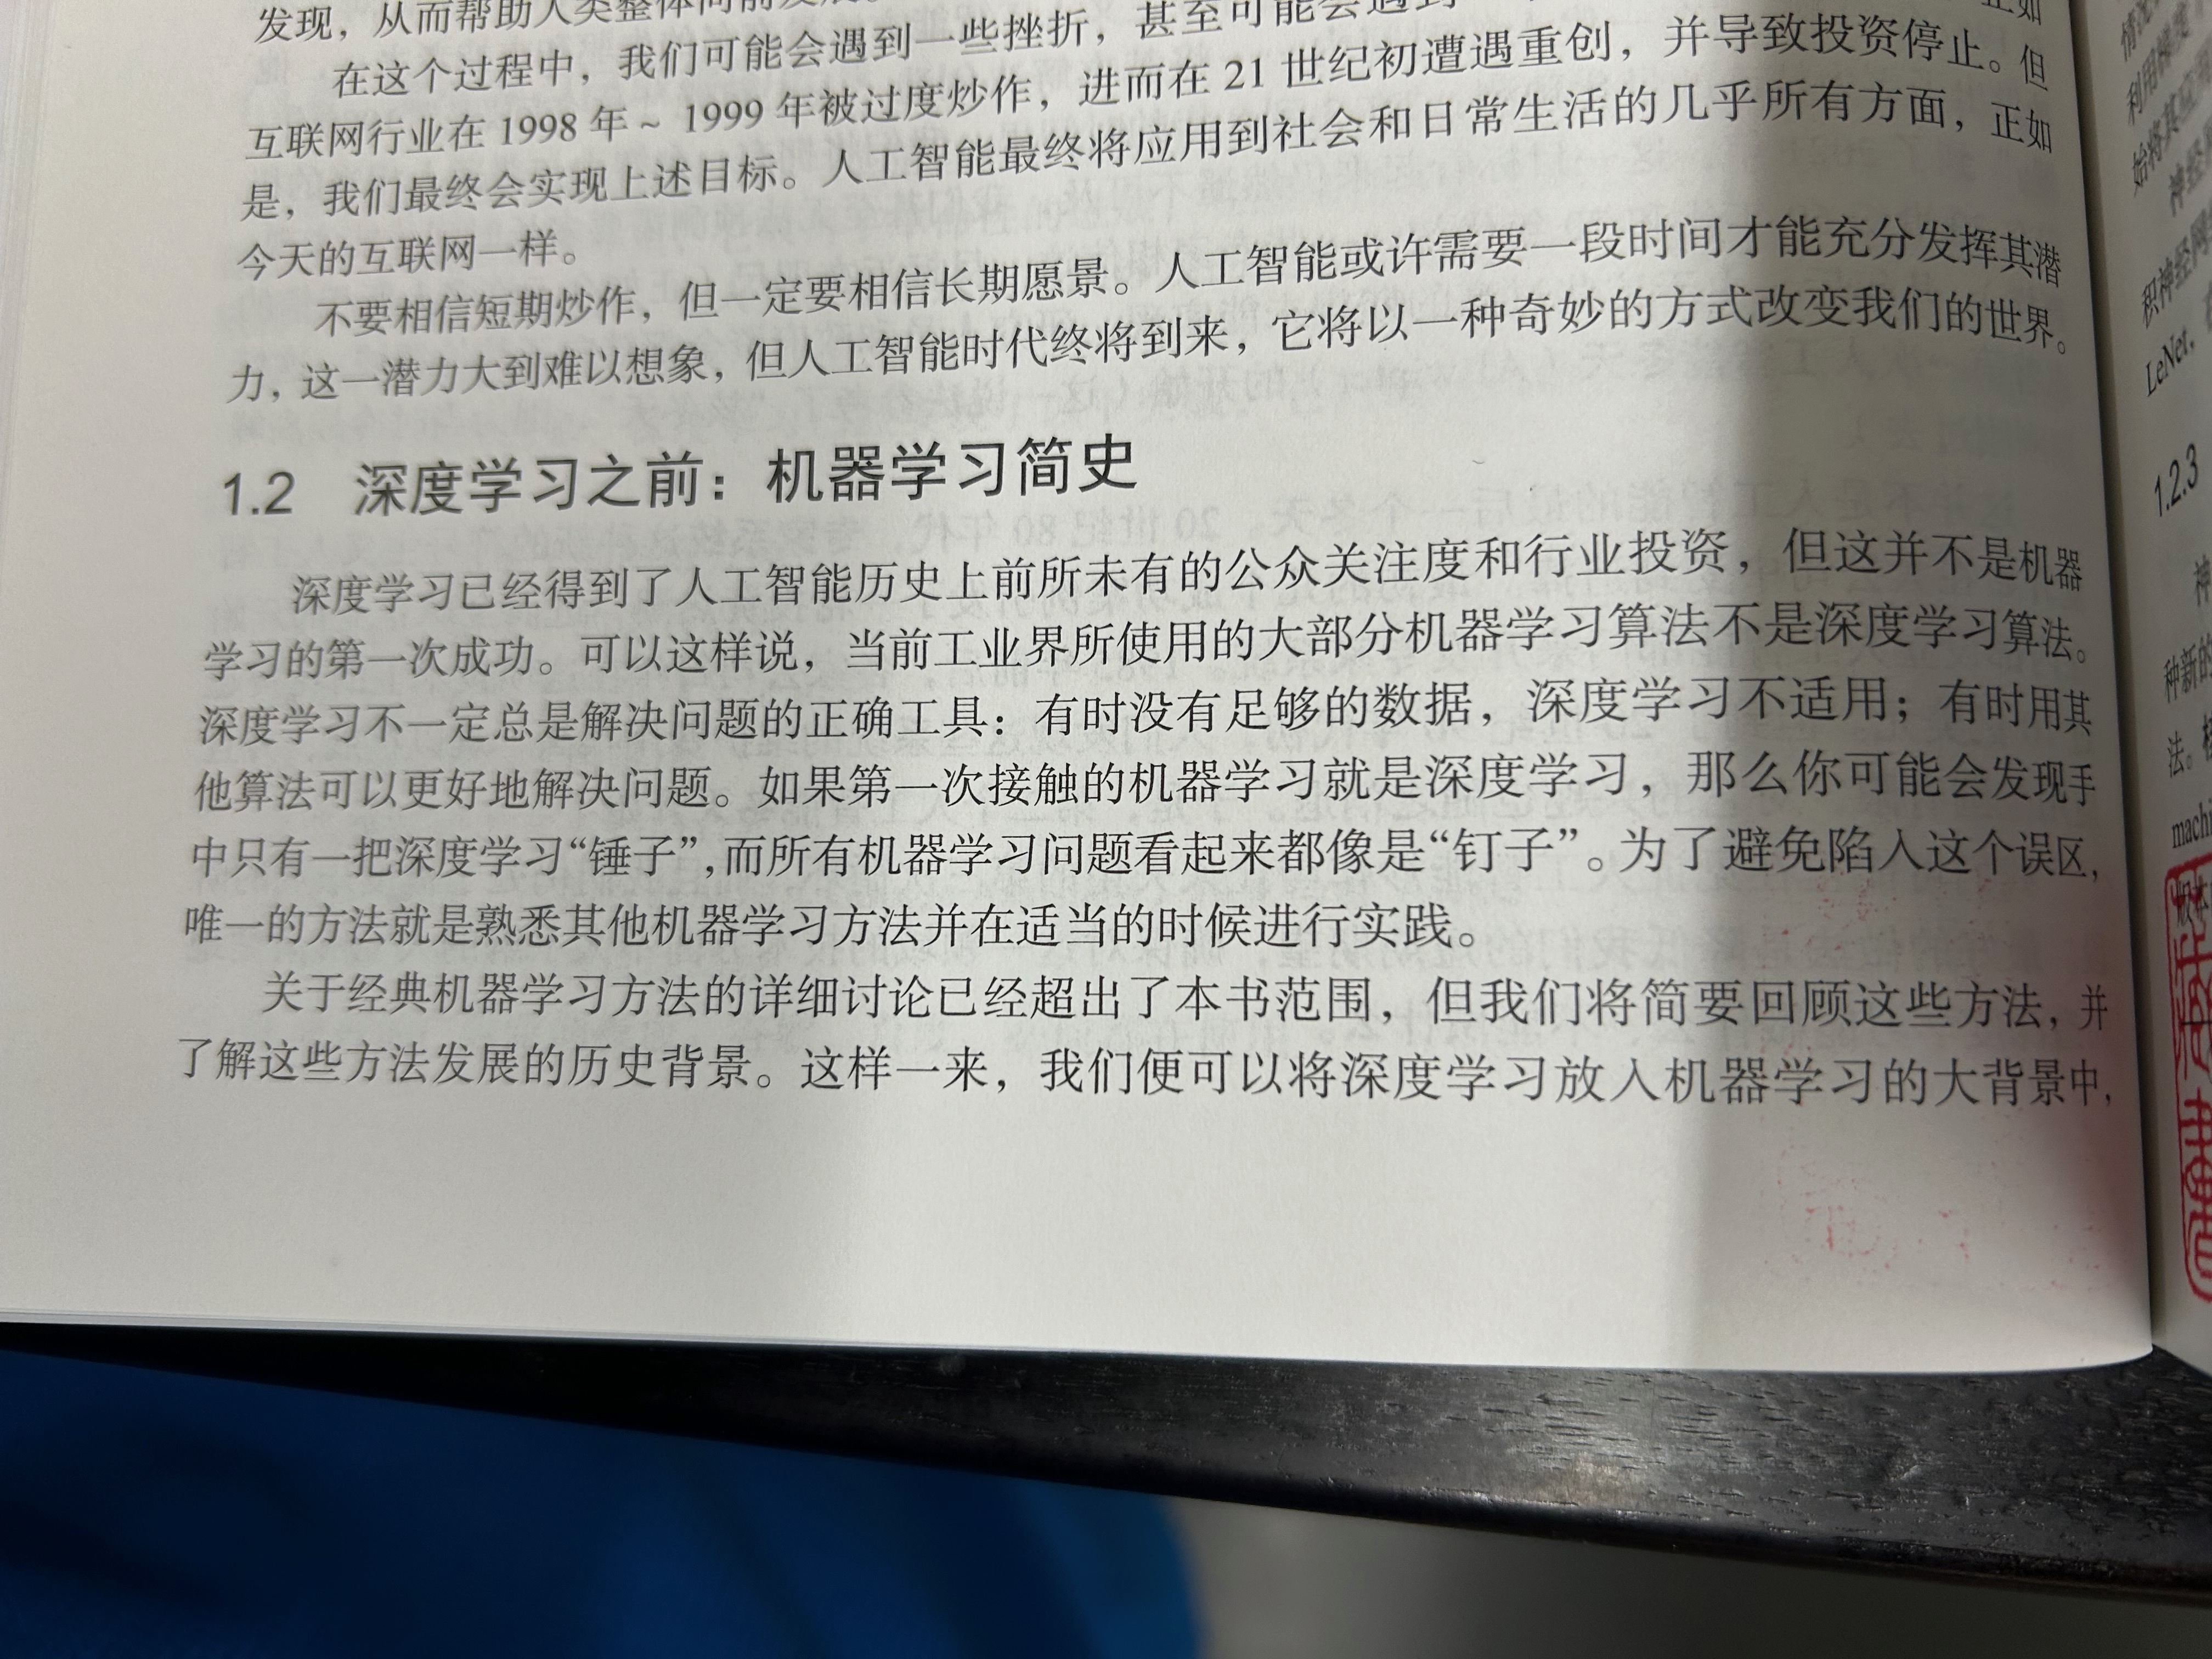 发现，从而帮助人类整体向前发展。
在这个过程中，我们可能会遇到一些挫折，甚至可能会遇到 正如
互联网行业在 1998 年 ~ 1999 年被过度炒作，进而在 21 世纪初遭遇重创，并导致投资停止。但
是，我们最终会实现上述目标。人工智能最终将应用到社会和日常生活的几乎所有方面，正如
今天的互联网一样。
不要相信短期炒作，但一定要相信长期愿景。人工智能或许需要一段时间才能充分发挥其潜
力，这一潜力大到难以想象，但人工智能时代终将到来，它将以一种奇妙的方式改变我们的世界。
1.2 深度学习之前：机器学习简史
深度学习已经得到了人工智能历史上前所未有的公众关注度和行业投资，但这并不是机器
学习的第一次成功。可以这样说，当前工业界所使用的大部分机器学习算法不是深度学习算法。
深度学习不一定总是解决问题的正确工具：有时没有足够的数据，深度学习不适用；有时用其
他算法可以更好地解决问题。如果第一次接触的机器学习就是深度学习，那么你可能会发现手
中只有一把深度学习“锤子”，而所有机器学习问题看起来都像是“钉子”。为了避免陷入这个误区，
唯一的方法就是熟悉其他机器学习方法并在适当的时候进行实践。
关于经典机器学习方法的详细讨论已经超出了本书范围，但我们将简要回顾这些方法，并
了解这些方法发展的历史背景。这样一来，我们便可以将深度学习放入机器学习的大背景中，
利用
始将其应用
神经
积神经网
LeNet，
1.2.3
神
种新的
法。